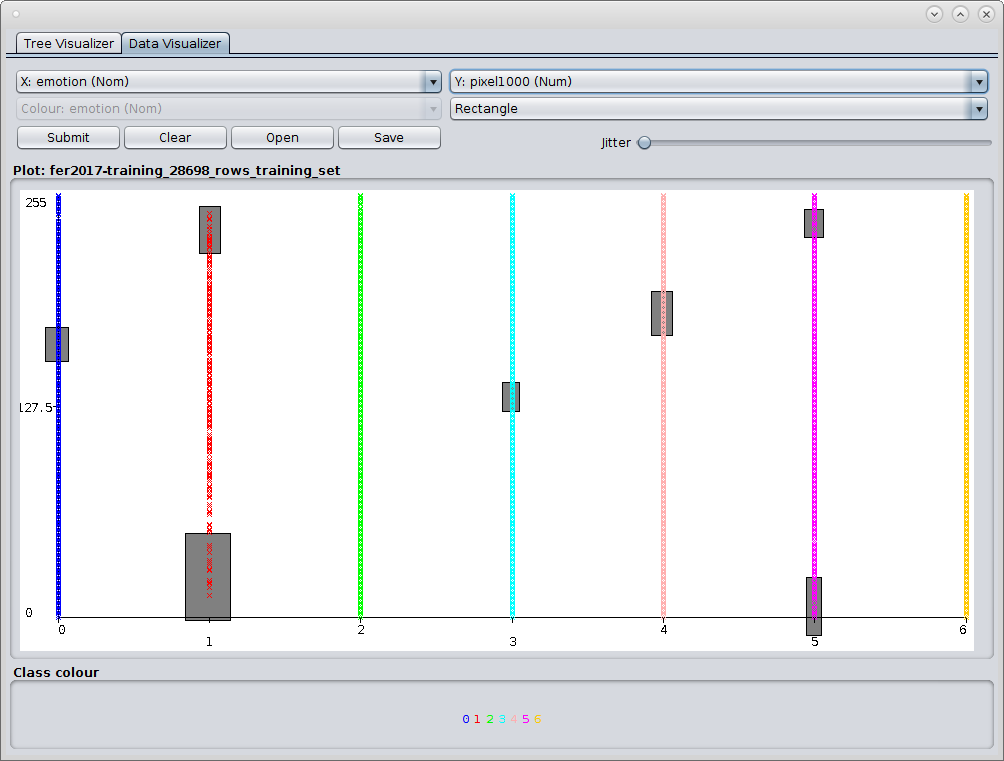 Tree Visualizer Data Visualizer
X: emotion (Nom) Y: pixel1000 (Num)
Colour: emotion (Nom) Rectangle
Submit Clear Open Save Jitter
Plot: fer2017-training_28698_rows_training_set
255
127.5
0
0 2 4 6
1 3 5
Class colour
0 1 2 3 4 5 6